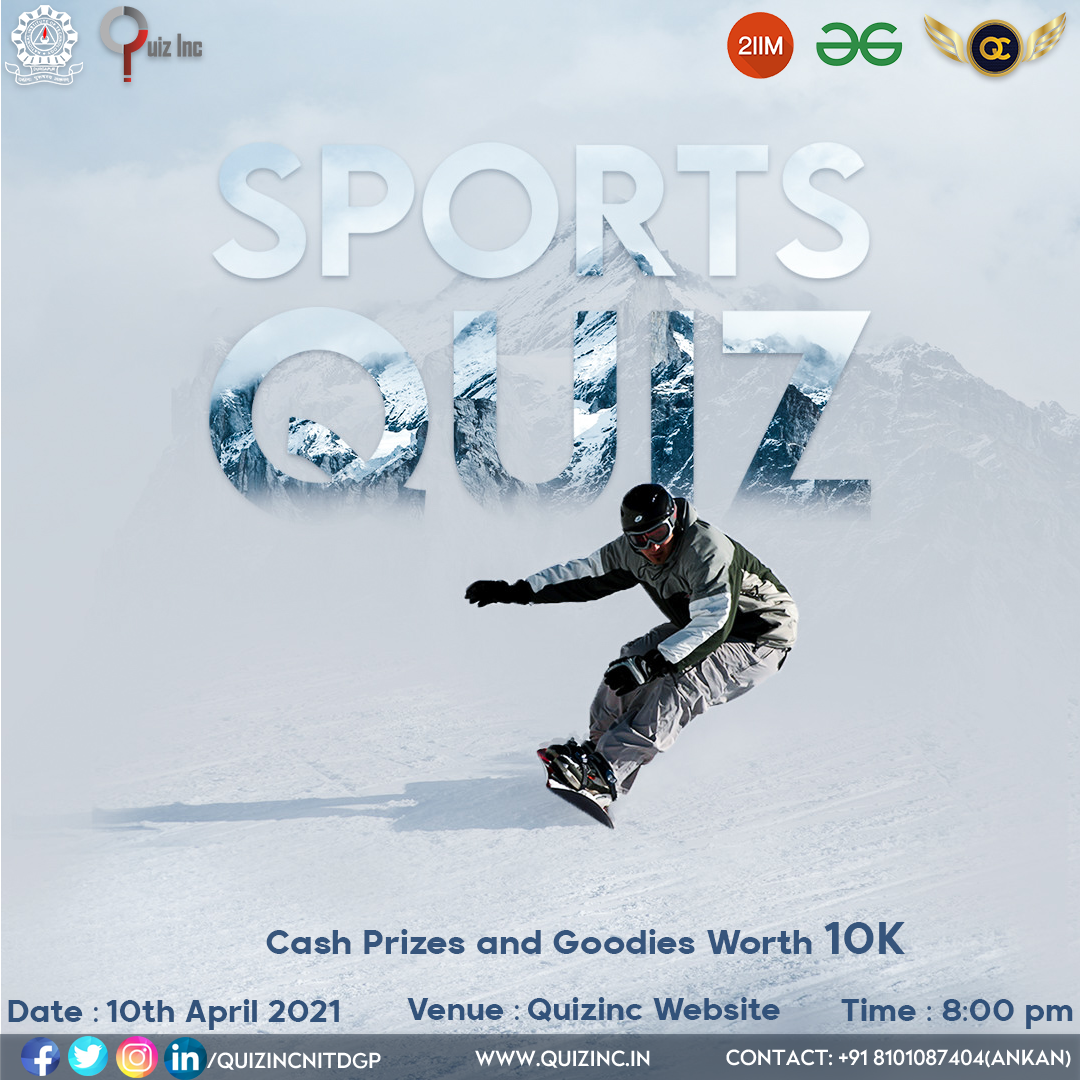 Quiz Inc
2IIM
QC
SPORTS
QUIZ
Cash Prizes and Goodies Worth 10K
Date : 10th April 2021
Venue : Quizinc Website
Time : 8:00 pm
/QUIZINCNITDGP
WWW.QUIZINC.IN
CONTACT: +91 8101087404(ANKAN)